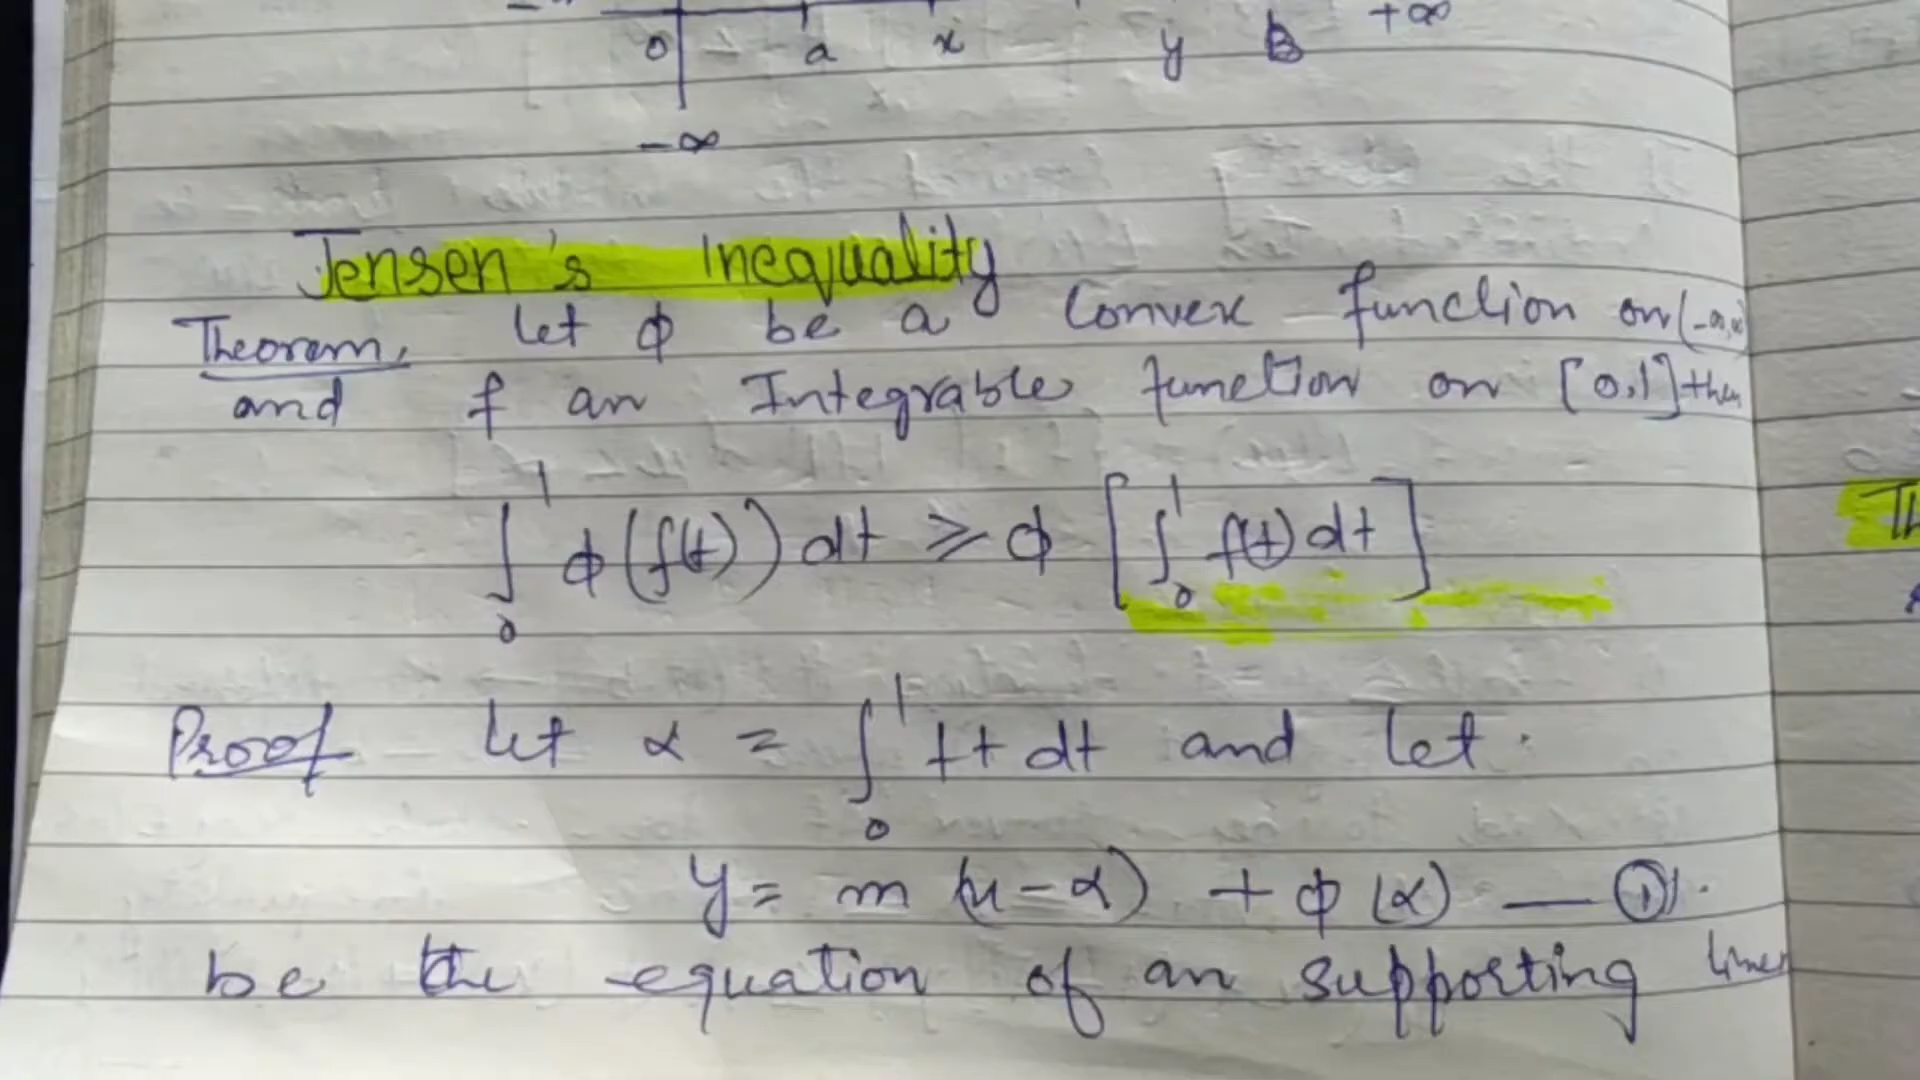 0 a x y B +∞
-∞
Jensen's Inequality
Theorem. Let ϕ be a Convex function on (-∞,∞)
and f an Integrable function on [0,1] then
∫₀¹ ϕ(f(t)) dt ≥ ϕ [∫₀¹ f(t) dt]
Proof Let α = ∫₀¹ ft dt and let.
y = m (x-α) + ϕ(α) — ①.
be the equation of an supporting line